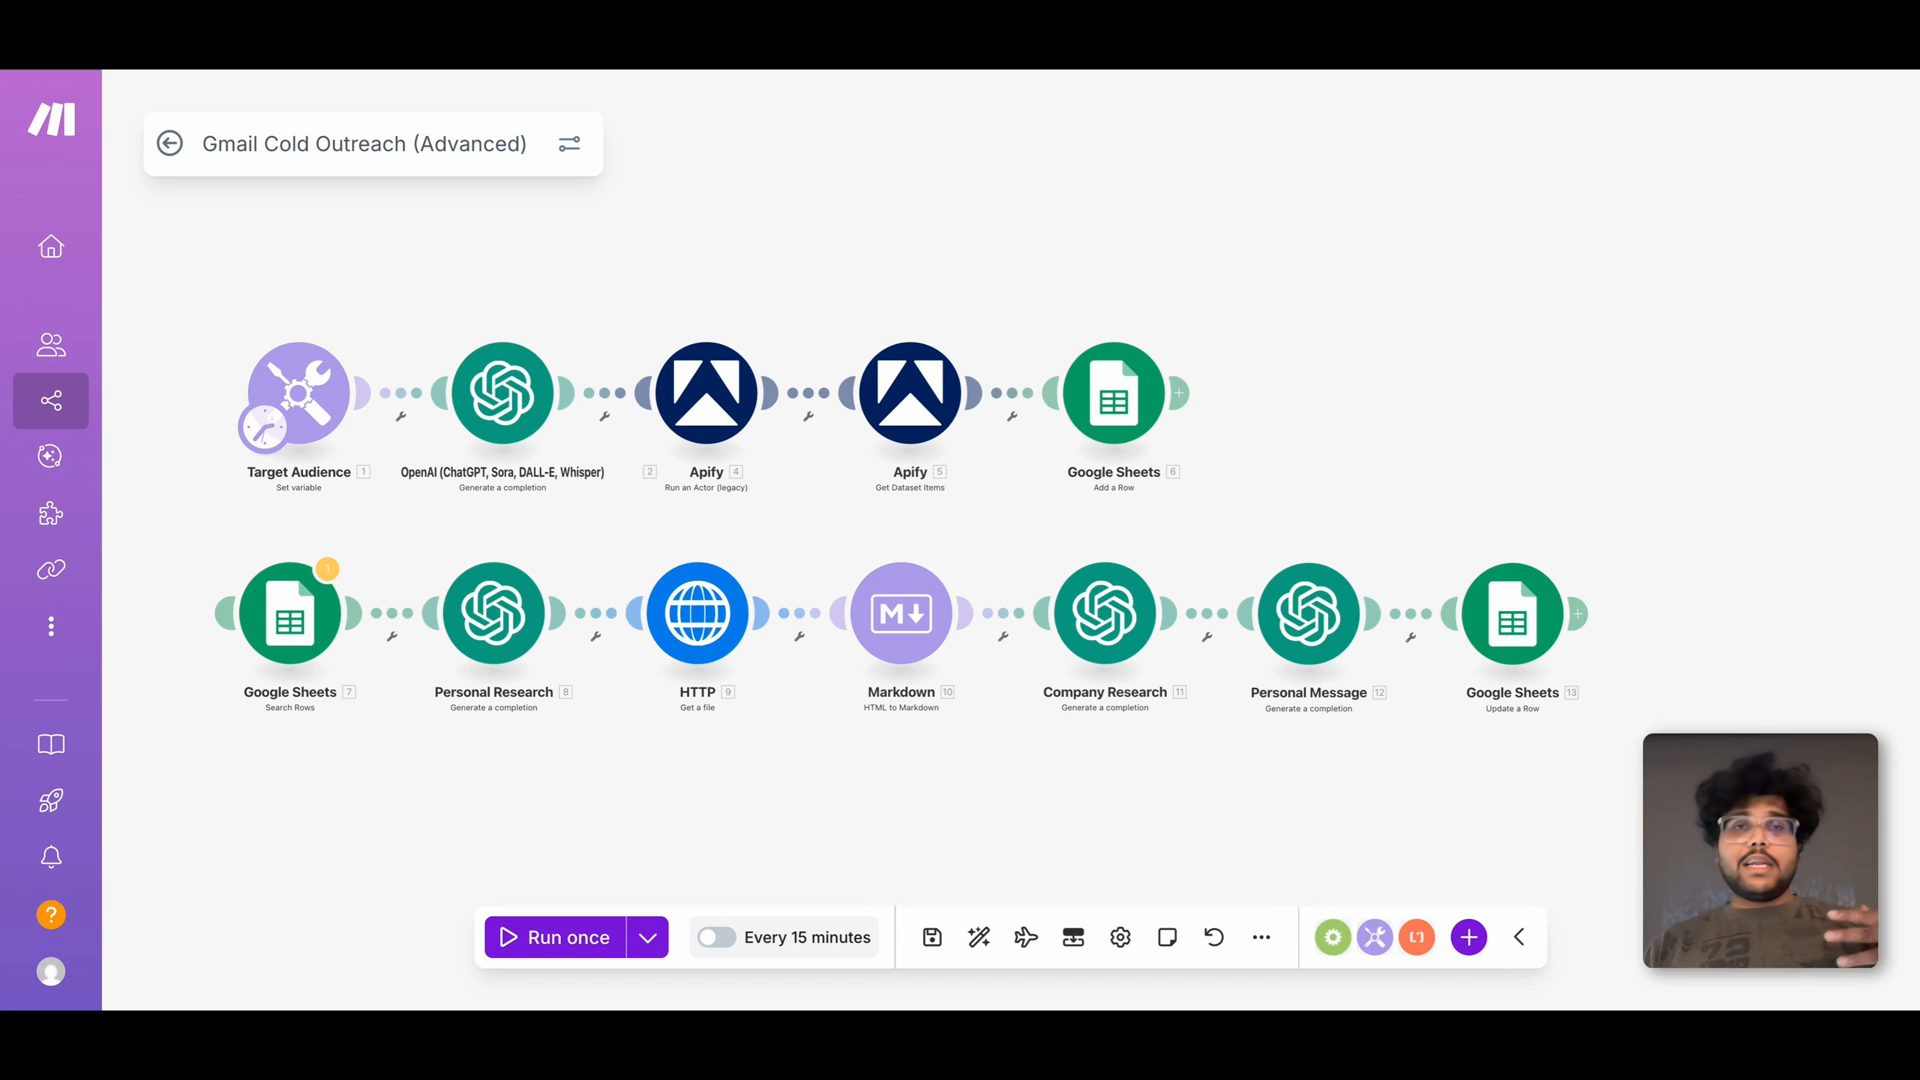 Gmail Cold Outreach (Advanced)
Target Audience 1
Set variable
OpenAI (ChatGPT, Sora, DALL-E, Whisper) 2
Generate a completion
Apify 4
Run an Actor (legacy)
Apify 5
Get Dataset Items
Google Sheets 6
Add a Row
1
Google Sheets 7
Search Rows
Personal Research 8
Generate a completion
HTTP 9
Get a file
M
Markdown 10
HTML to Markdown
Company Research 11
Generate a completion
Personal Message 12
Generate a completion
Google Sheets 13
Update a Row
?
Run once
Every 15 minutes